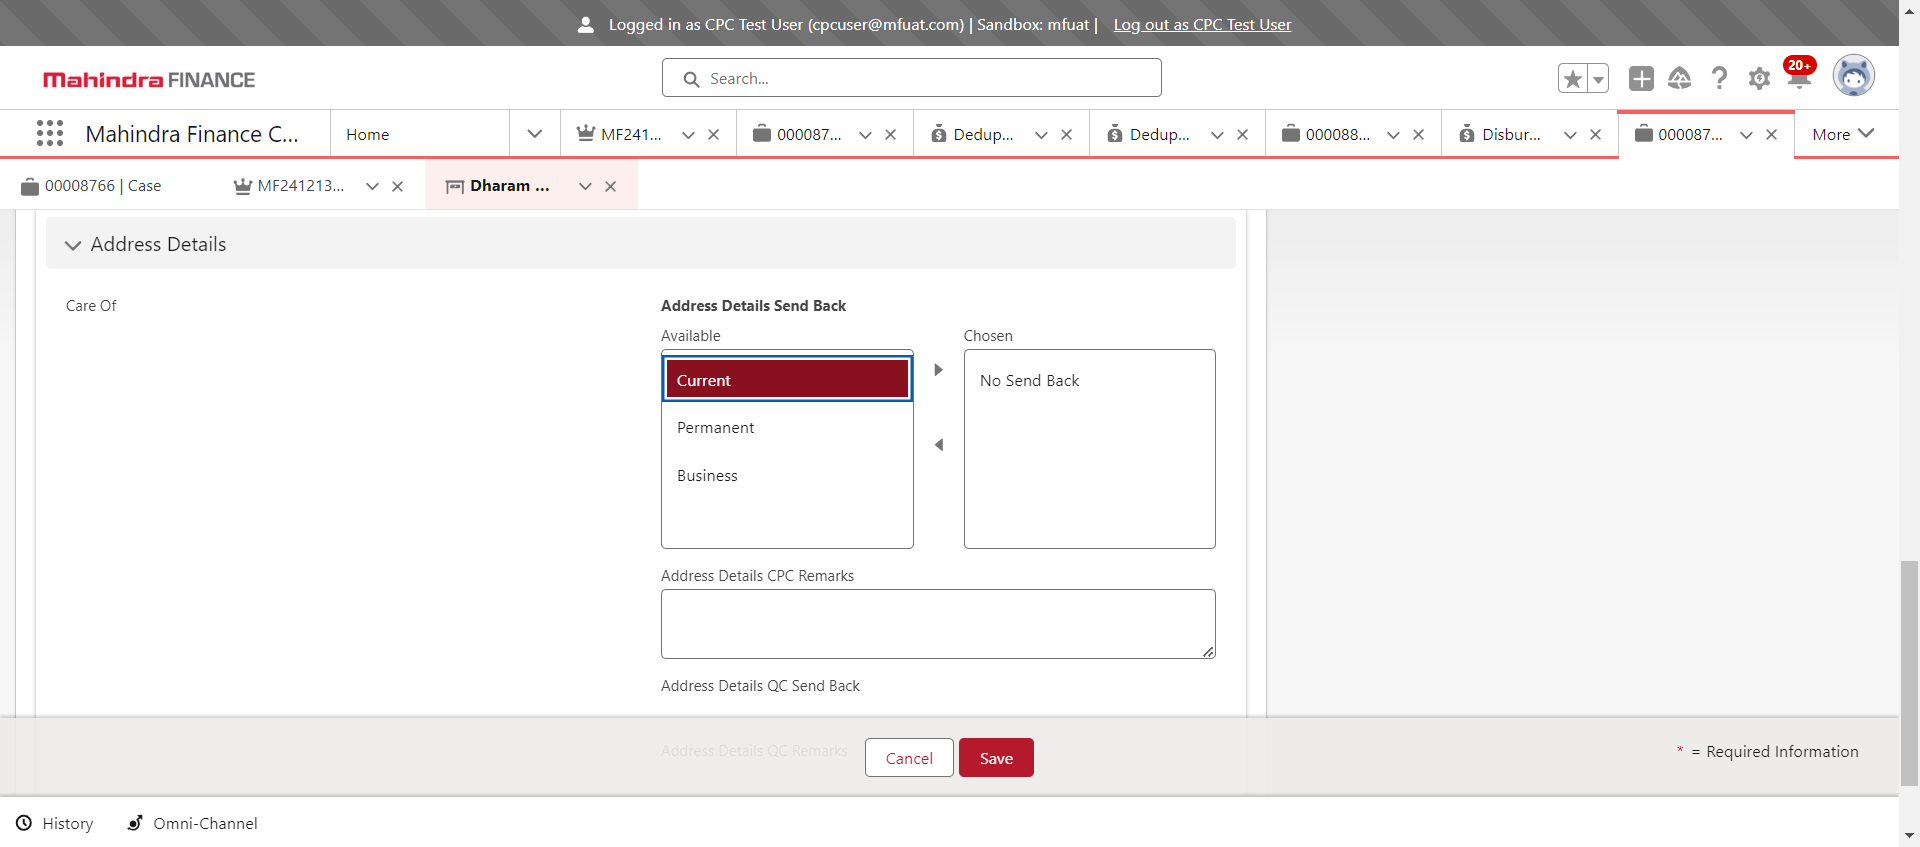 Logged in as CPC Test User (cpcuser@mfuat.com) | Sandbox: mfuat | Log out as CPC Test User
Mahindra FINANCE
Search...
20+
Mahindra Finance C...
Home
MF241...
000087...
Dedup...
Dedup...
000088...
Disbur...
000087...
More
00008766 | Case
MF241213...
Dharam ...
Address Details
Care Of
Address Details Send Back
Available
Chosen
Current
No Send Back
Permanent
Business
Address Details CPC Remarks
Address Details QC Send Back
Address Details QC Remarks
Cancel
Save
* = Required Information
History
Omni-Channel